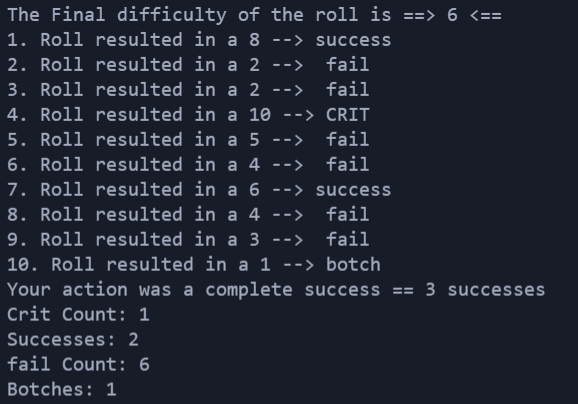 The Final difficulty of the roll is ==> 6 <==
1. Roll resulted in a 8 --> success
2. Roll resulted in a 2 -->  fail
3. Roll resulted in a 2 -->  fail
4. Roll resulted in a 10 --> CRIT
5. Roll resulted in a 5 -->  fail
6. Roll resulted in a 4 -->  fail
7. Roll resulted in a 6 --> success
8. Roll resulted in a 4 -->  fail
9. Roll resulted in a 3 -->  fail
10. Roll resulted in a 1 --> botch
Your action was a complete success == 3 successes
Crit Count: 1
Successes: 2
fail Count: 6
Botches: 1